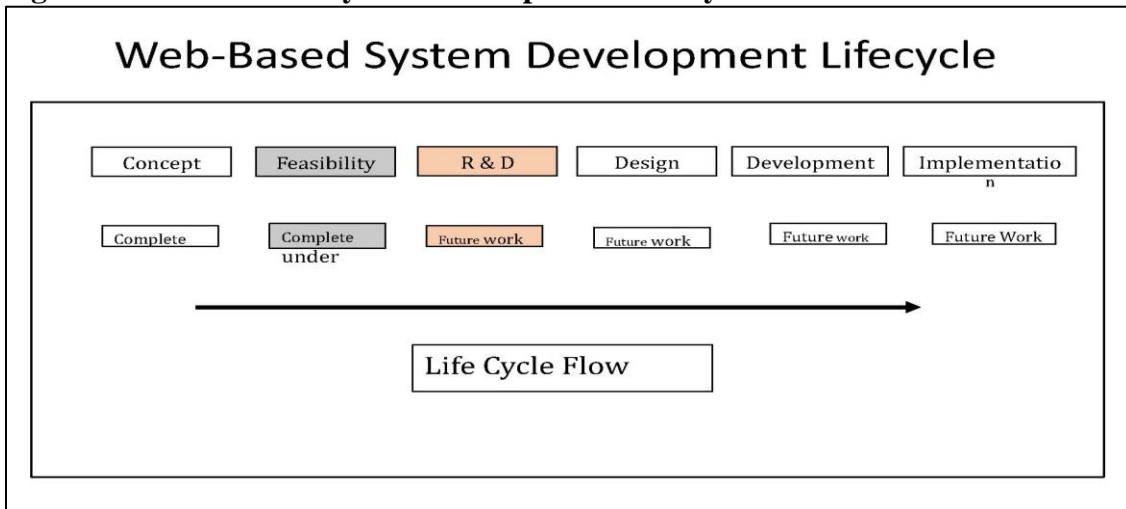 Web-Based System Development Lifecycle
Concept
Feasibility
R & D
Design
Development
Implementatio
n
Complete
Complete
under
Future work
Future work
Future work
Future Work
Life Cycle Flow